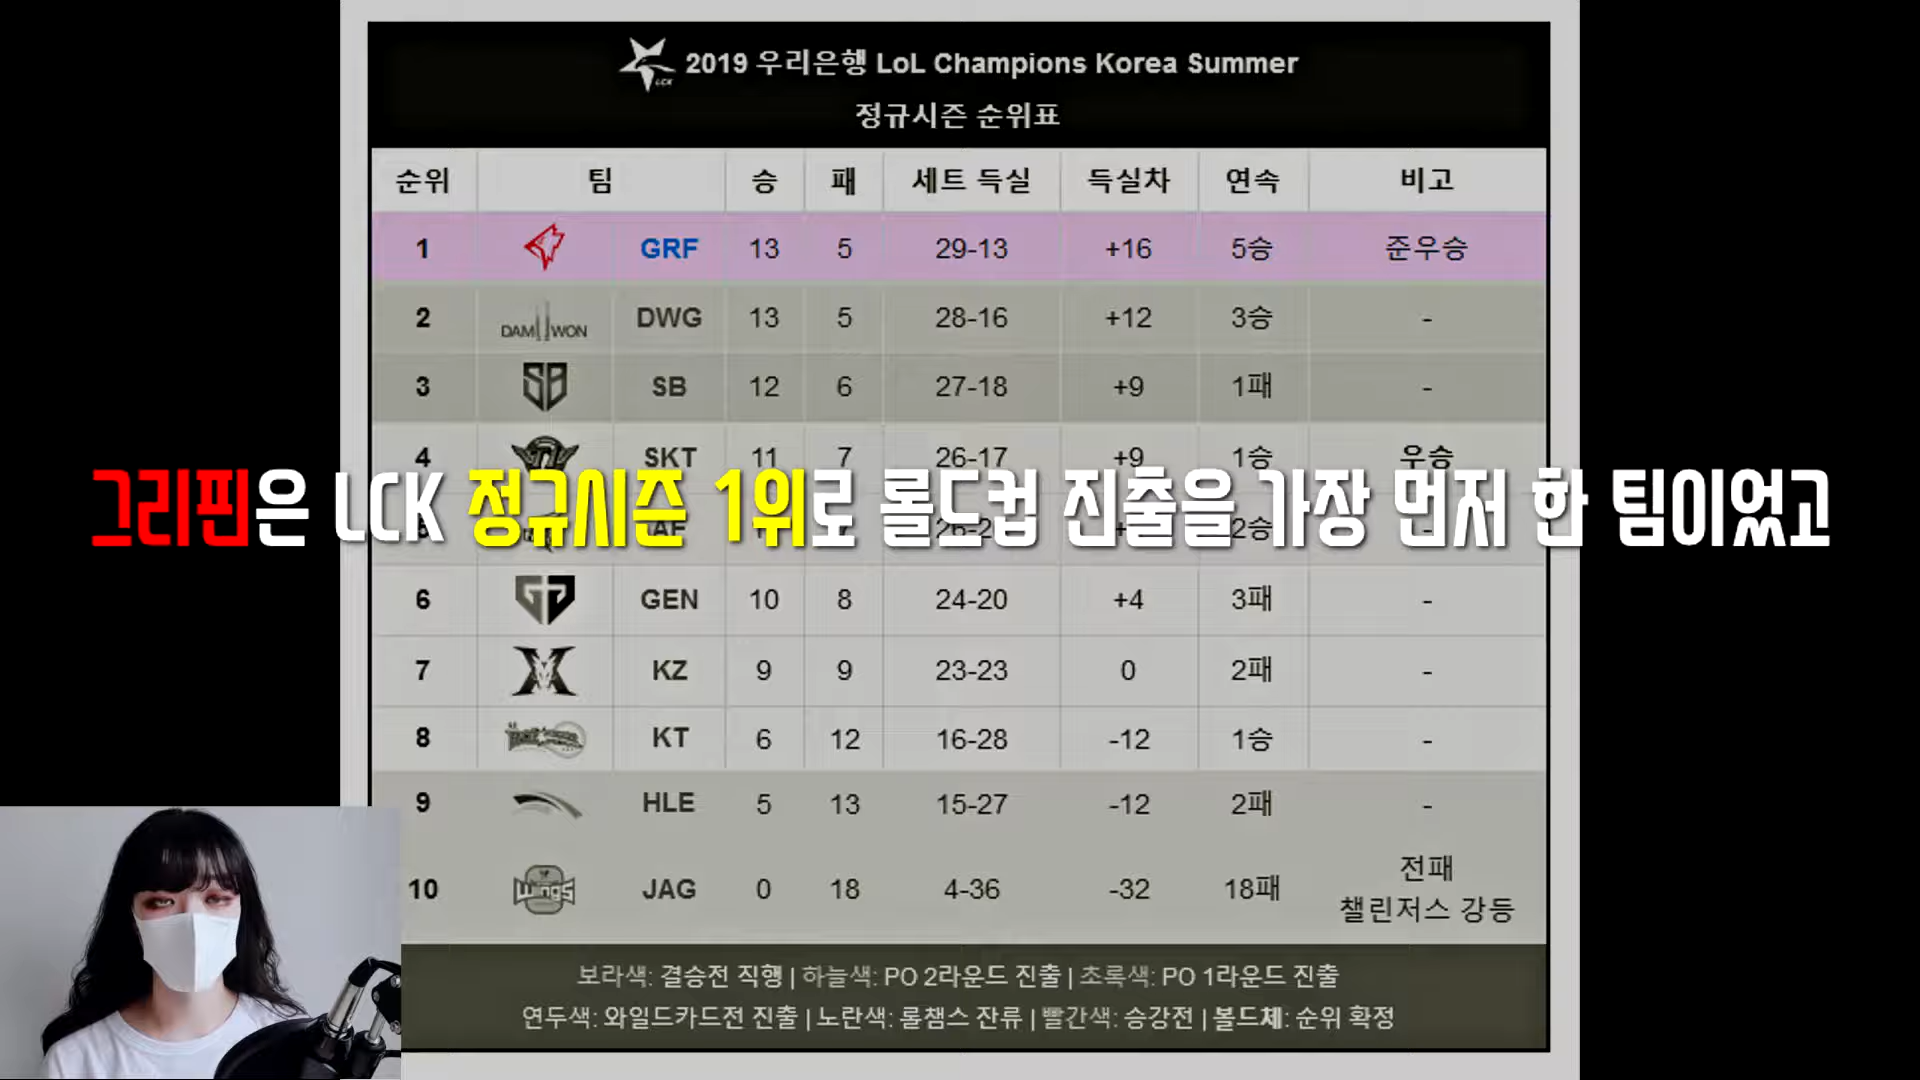 2019 우리은행 LoL Champions Korea Summer
정규시즌 순위표
순위 팀 승 패 세트 득실 득실차 연속 비고
1 GRF 13 5 29-13 +16 5승 준우승
2 DAMWON DWG 13 5 28-16 +12 3승 -
3 SB SB 12 6 27-18 +9 1패 -
4 SKT 11 7 26-17 +9 1승 우승
그리핀은 LCK 정규시즌 1위로 롤드컵 진출을 가장 먼저 한 팀이었고
AF 2승
6 GEN 10 8 24-20 +4 3패 -
7 KZ 9 9 23-23 0 2패 -
8 KT 6 12 16-28 -12 1승 -
9 HLE 5 13 15-27 -12 2패 -
10 Wings JAG 0 18 4-36 -32 18패 전패
챌린저스 강등
보라색: 결승전 직행 | 하늘색: PO 2라운드 진출 | 초록색: PO 1라운드 진출
연두색: 와일드카드전 진출 | 노란색: 롤챔스 잔류 | 빨간색: 승강전 | 볼드체: 순위 확정